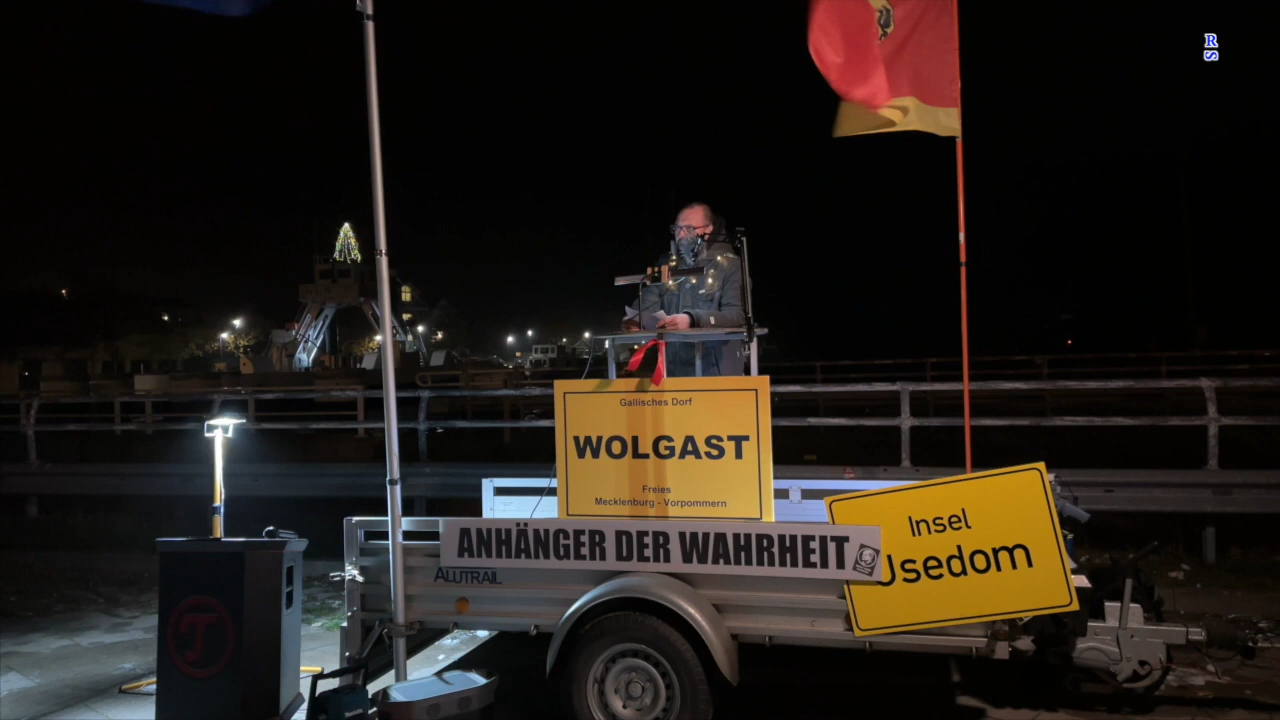 R
S
Gallisches Dorf
WOLGAST
Freies
Mecklenburg - Vorpommern
ANHÄNGER DER WAHRHEIT
ALUTRAIL
Insel
Usedom
T